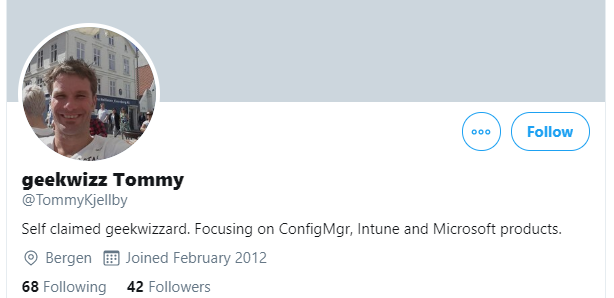 Follow
geekwizz Tommy
@TommyKjellby
Self claimed geekwizzard. Focusing on ConfigMgr, Intune and Microsoft products.
Bergen Joined February 2012
68 Following 42 Followers